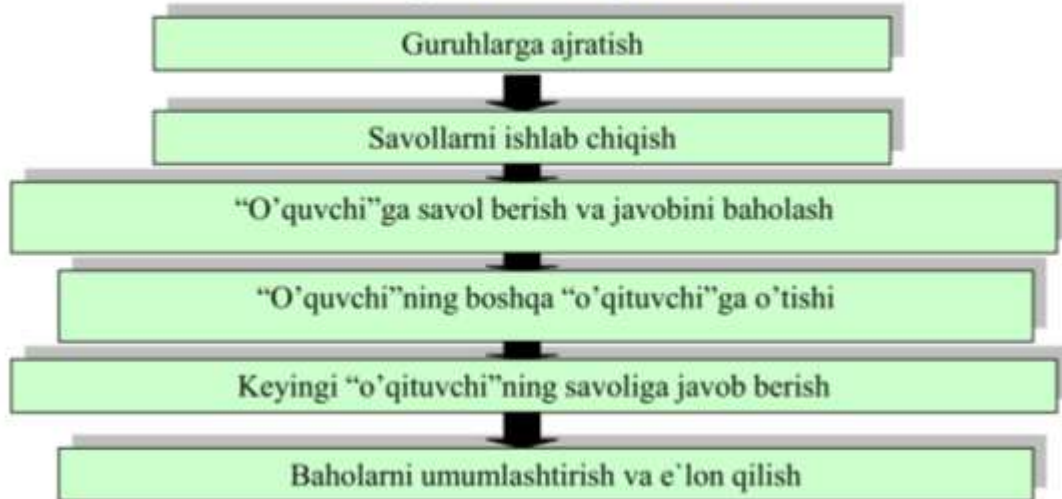 Guruhlarga ajratish
Savollarni ishlab chiqish
“O’quvchi”ga savol berish va javobini baholash
“O’quvchi”ning boshqa “o’qituvchi”ga o’tishi
Keyingi “o’qituvchi”ning savoliga javob berish
Baholarni umumlashtirish va e`lon qilish